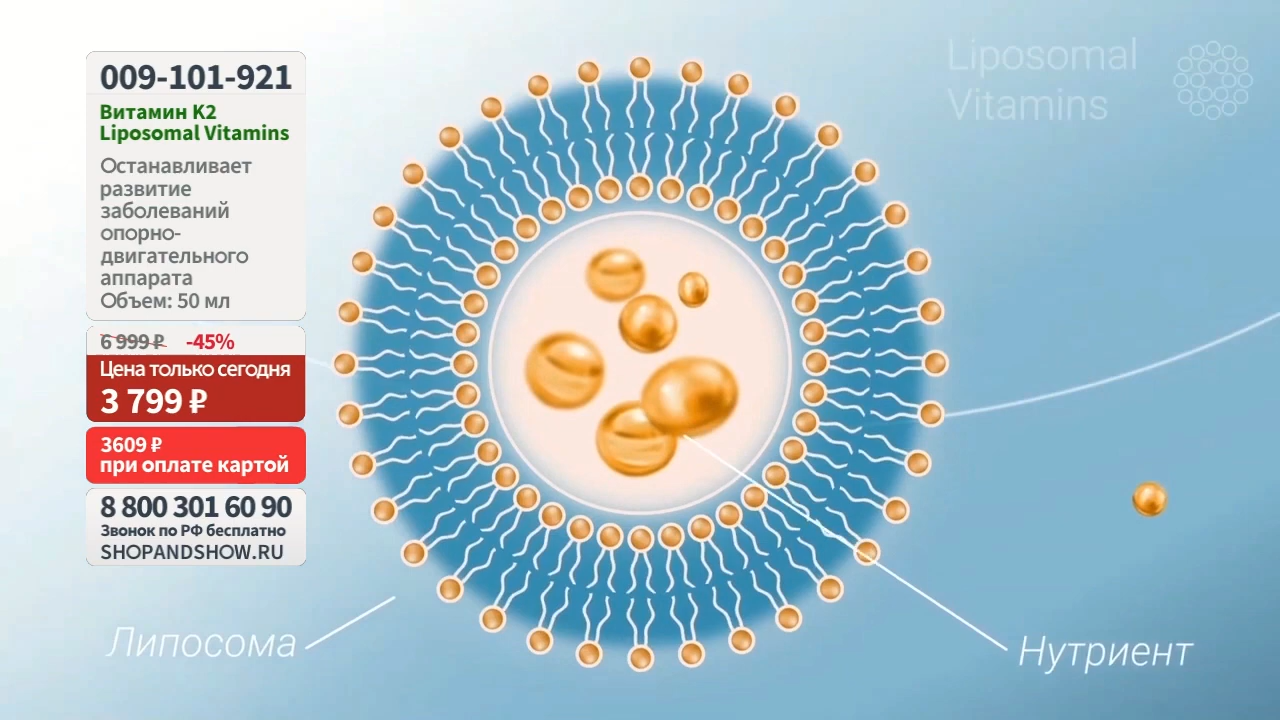 009-101-921
Витамин K2
Liposomal Vitamins
Останавливает
развитие
заболеваний
опорно-
двигательного
аппарата
Объем: 50 мл
6 999 ₽ -45%
Цена только сегодня
3 799 ₽
3609 ₽
при оплате картой
8 800 301 60 90
Звонок по РФ бесплатно
SHOPANDSHOW.RU
Liposomal
Vitamins
Липосома
Нутриент